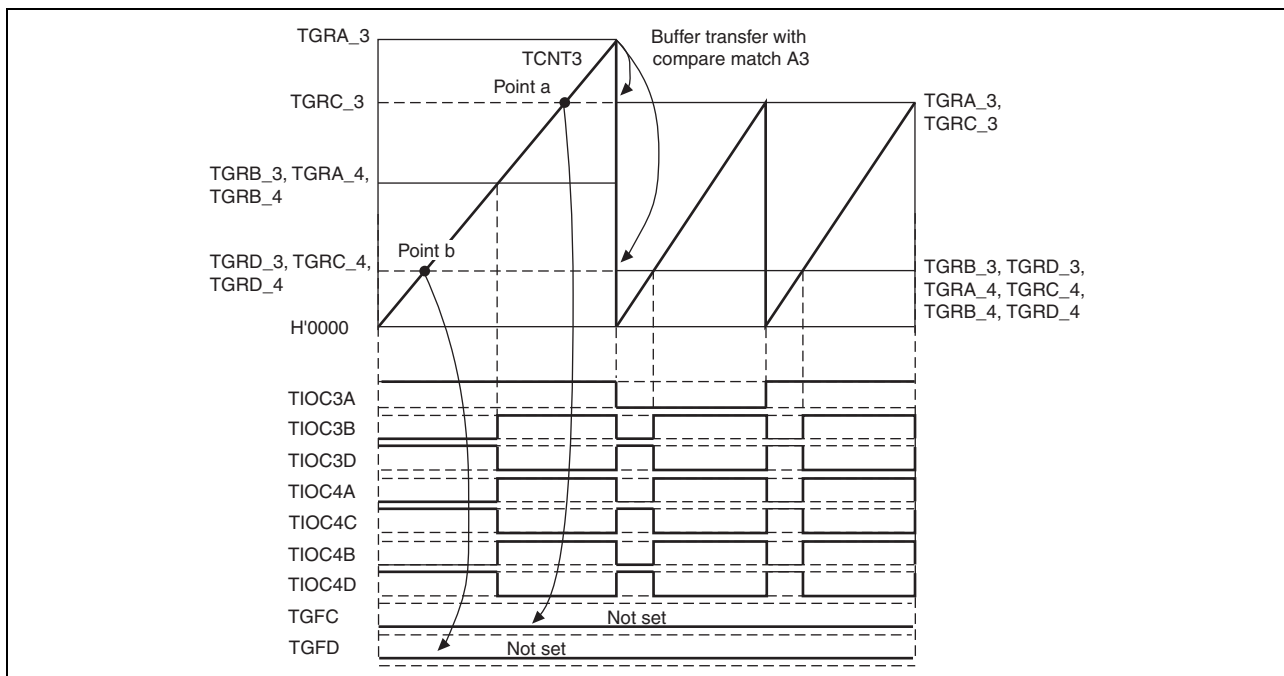 TGRA_3
TCNT3
Buffer transfer with
compare match A3
Point a
TGRC_3
TGRA_3,
TGRC_3
TGRB_3, TGRA_4,
TGRB_4
Point b
TGRD_3, TGRC_4,
TGRD_4
TGRB_3, TGRD_3,
TGRA_4, TGRC_4,
TGRB_4, TGRD_4
H'0000
TIOC3A
TIOC3B
TIOC3D
TIOC4A
TIOC4C
TIOC4B
TIOC4D
TGFC
Not set
TGFD
Not set